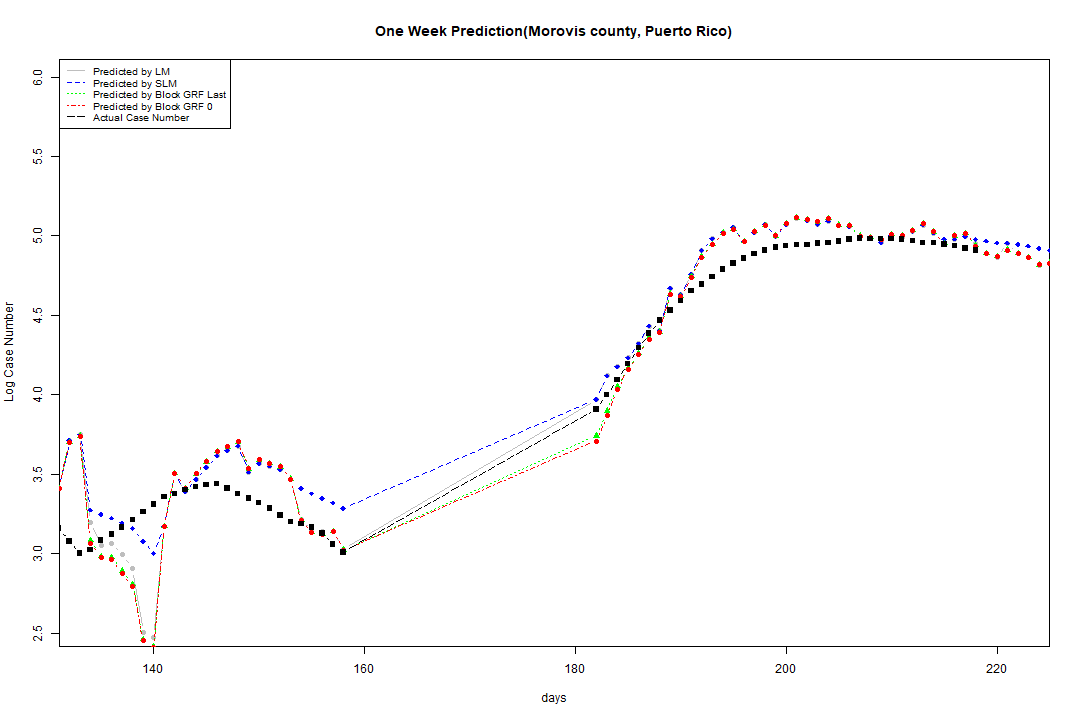 One Week Prediction(Morovis county, Puerto Rico)
Predicted by LM
Predicted by SLM
Predicted by Block GRF Last
Predicted by Block GRF 0
Actual Case Number
6.0
5.5
5.0
4.5
4.0
3.5
3.0
2.5
Log Case Number
140 160 180 200 220
days